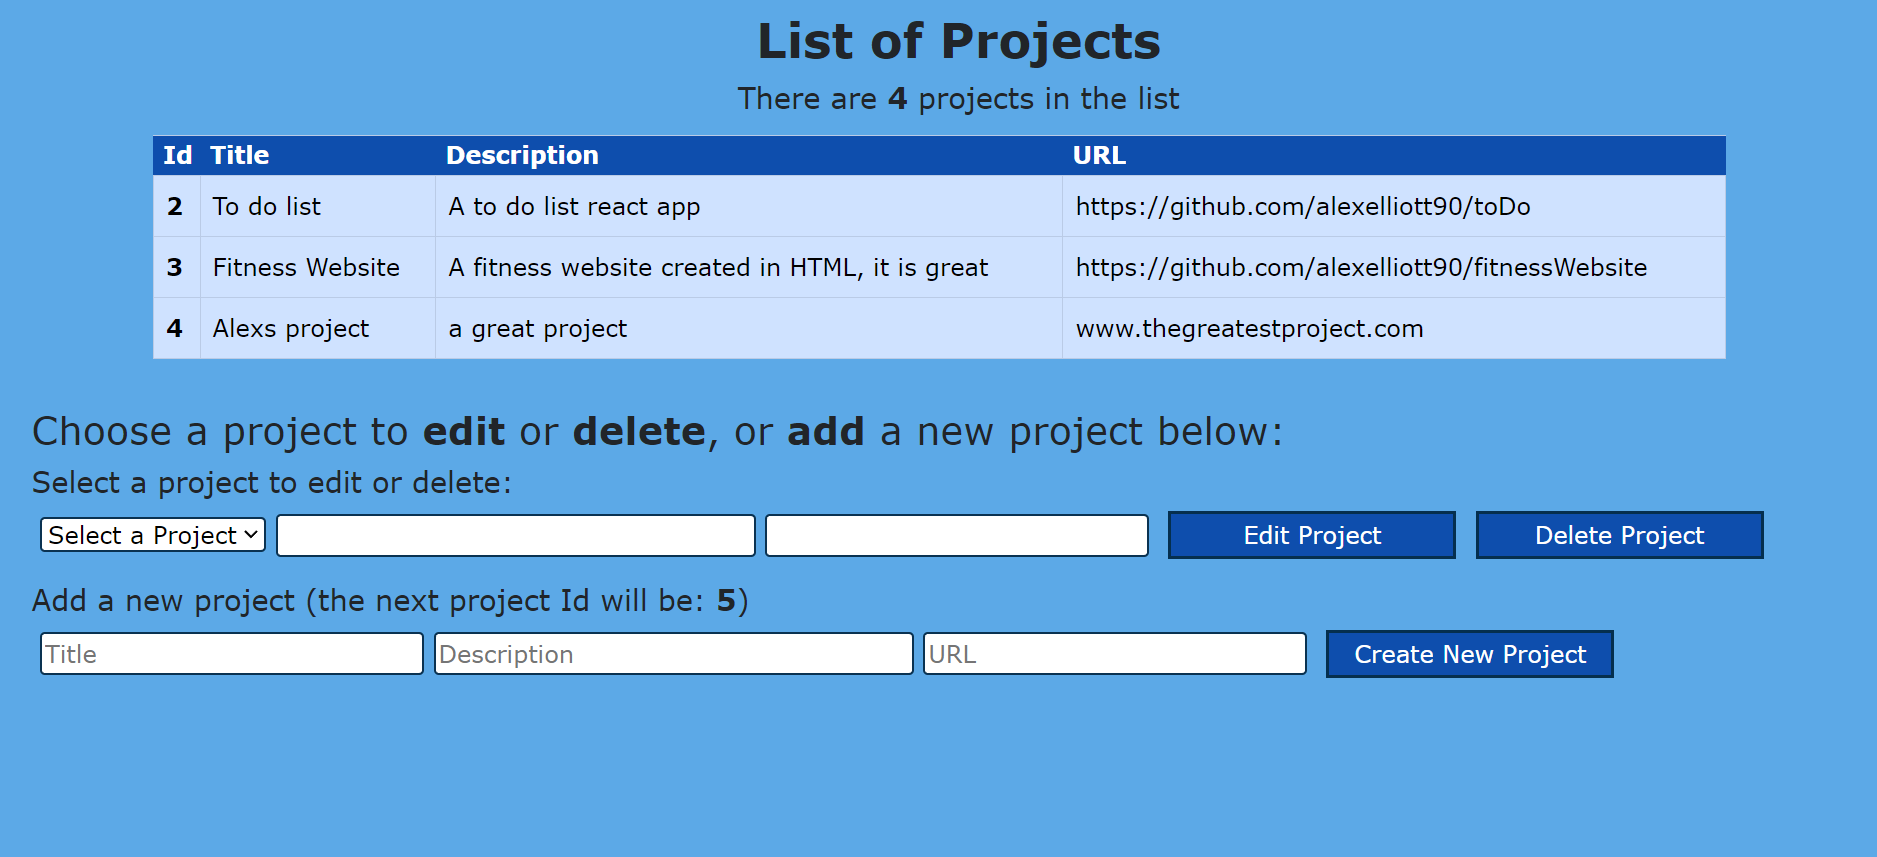 List of Projects
There are 4 projects in the list
Id Title Description URL
2 To do list A to do list react app https://github.com/alexelliott90/toDo
3 Fitness Website A fitness website created in HTML, it is great https://github.com/alexelliott90/fitnessWebsite
4 Alexs project a great project www.thegreatestproject.com
Choose a project to edit or delete, or add a new project below:
Select a project to edit or delete:
Select a Project Edit Project Delete Project
Add a new project (the next project Id will be: 5)
Title Description URL Create New Project